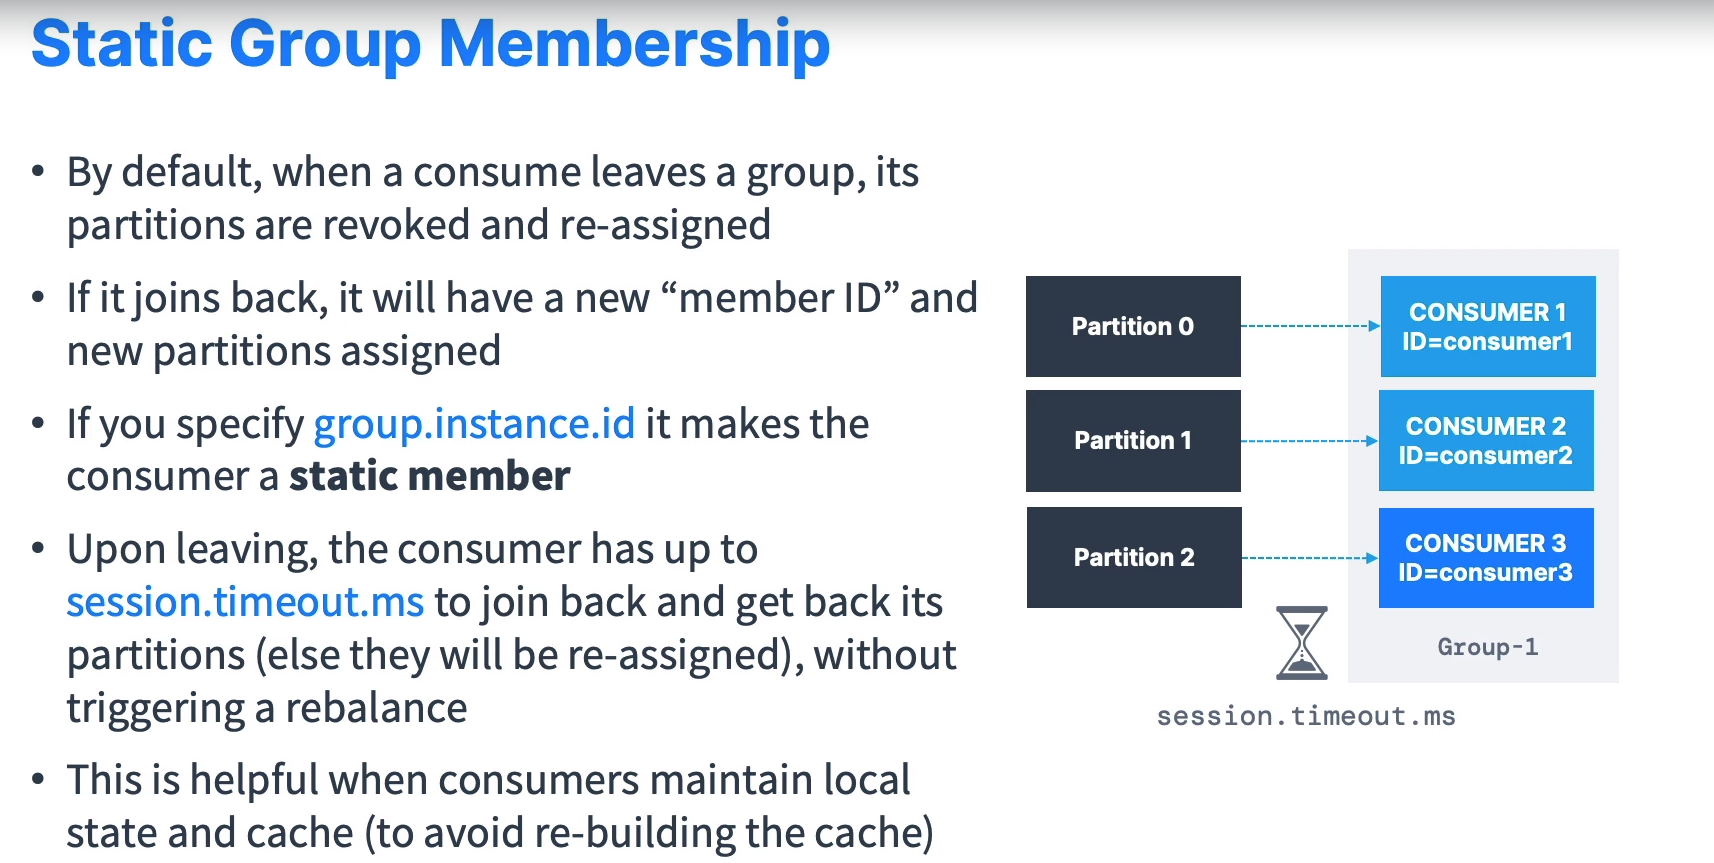 Static Group Membership
• By default, when a consume leaves a group, its
partitions are revoked and re-assigned
• If it joins back, it will have a new “member ID” and
new partitions assigned
• If you specify group.instance.id it makes the
consumer a static member
• Upon leaving, the consumer has up to
session.timeout.ms to join back and get back its
partitions (else they will be re-assigned), without
triggering a rebalance
• This is helpful when consumers maintain local
state and cache (to avoid re-building the cache)
Partition 0
CONSUMER 1
ID=consumer1
Partition 1
CONSUMER 2
ID=consumer2
Partition 2
CONSUMER 3
ID=consumer3
Group-1
session.timeout.ms